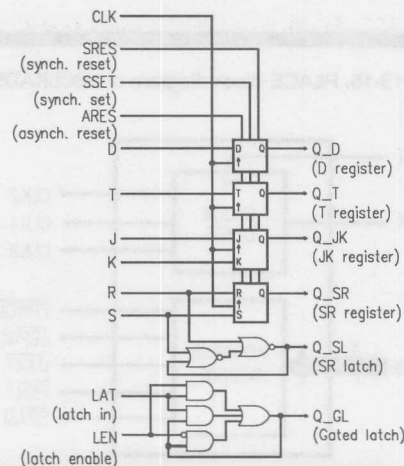 CLK
SRES
(synch. reset)
SSET
(synch. set)
ARES
(asynch. reset)
D
D Q
Q_D
(D register)
T
T Q
Q_T
(T register)
J Q
Q_JK
(JK register)
K
K
R
R Q
Q_SR
(SR register)
S
S
Q_SL
(SR latch)
LAT
(latch in)
Q_GL
(Gated latch)
LEN
(latch enable)